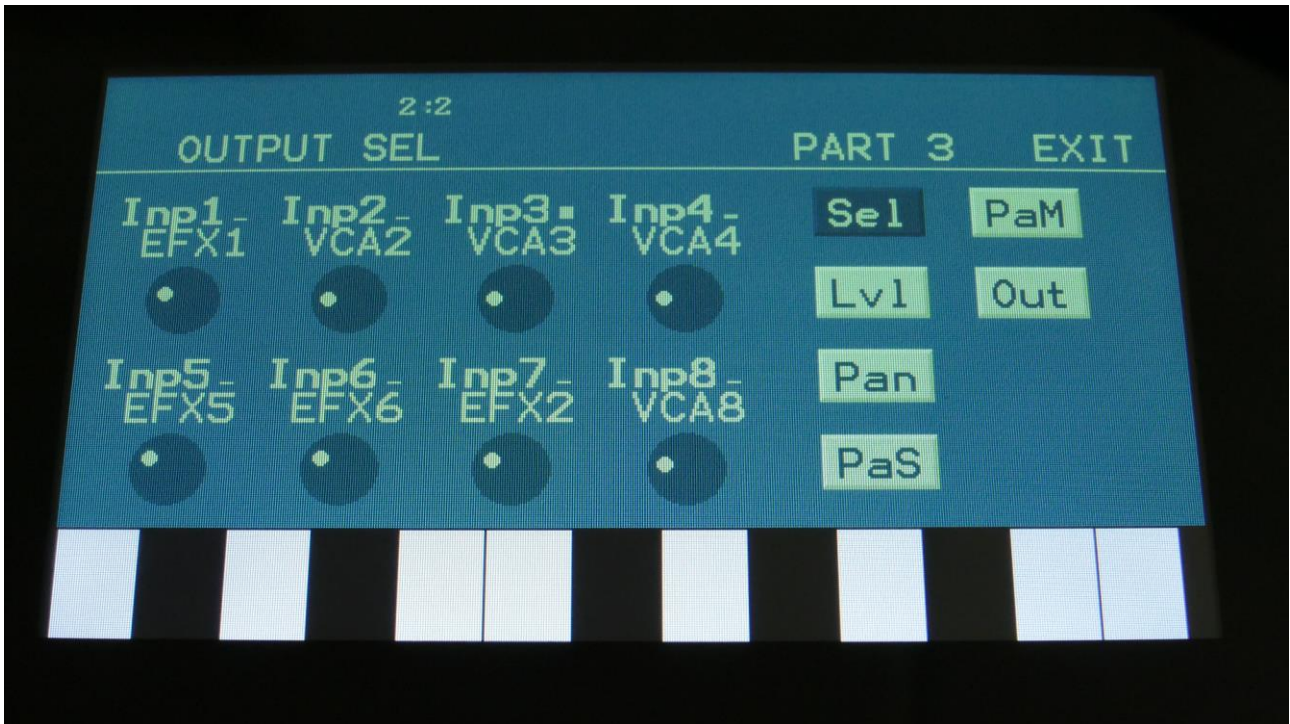 2:2
OUTPUT SEL PART 3 EXIT
Inp1 Inp2 Inp3 Inp4 Sel PaM
EFX1 VCA2 VCA3 VCA4
Lvl Out
Inp5 Inp6 Inp7 Inp8 Pan
EFX5 EFX6 EFX2 VCA8
PaS